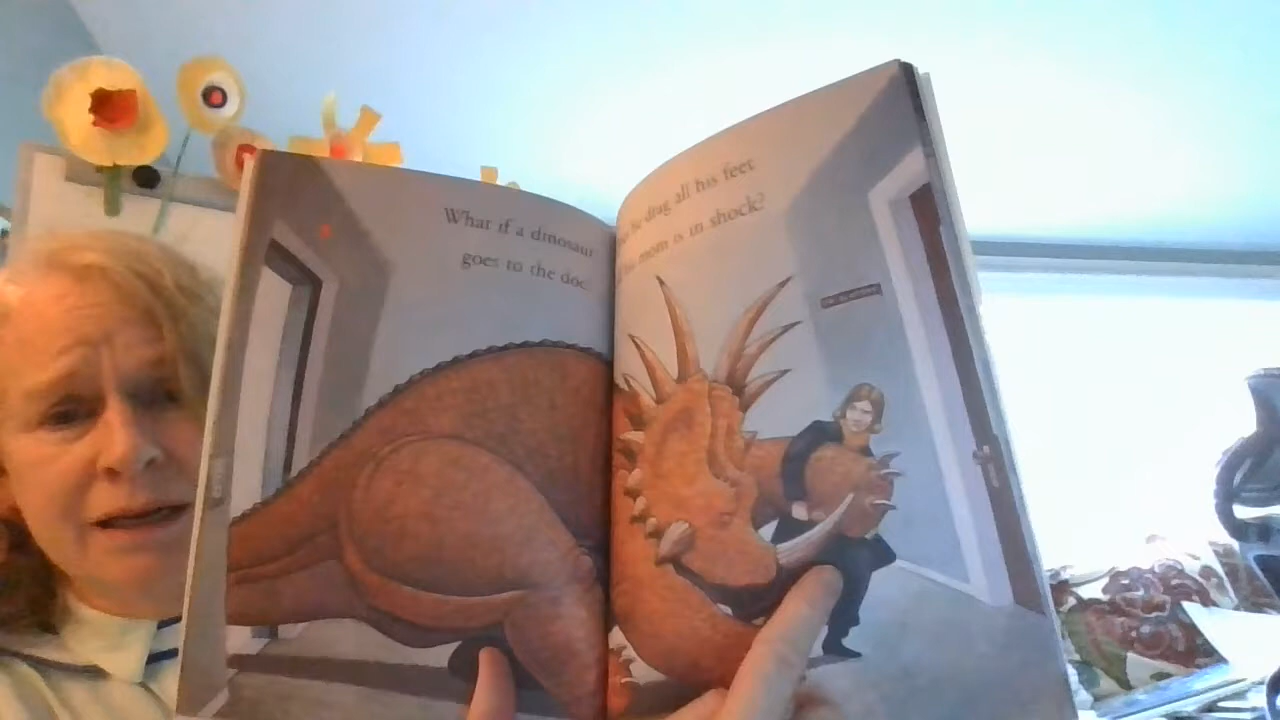 What if a dinosaur
goes to the doc?
he drag all his feet
mom is in shock?